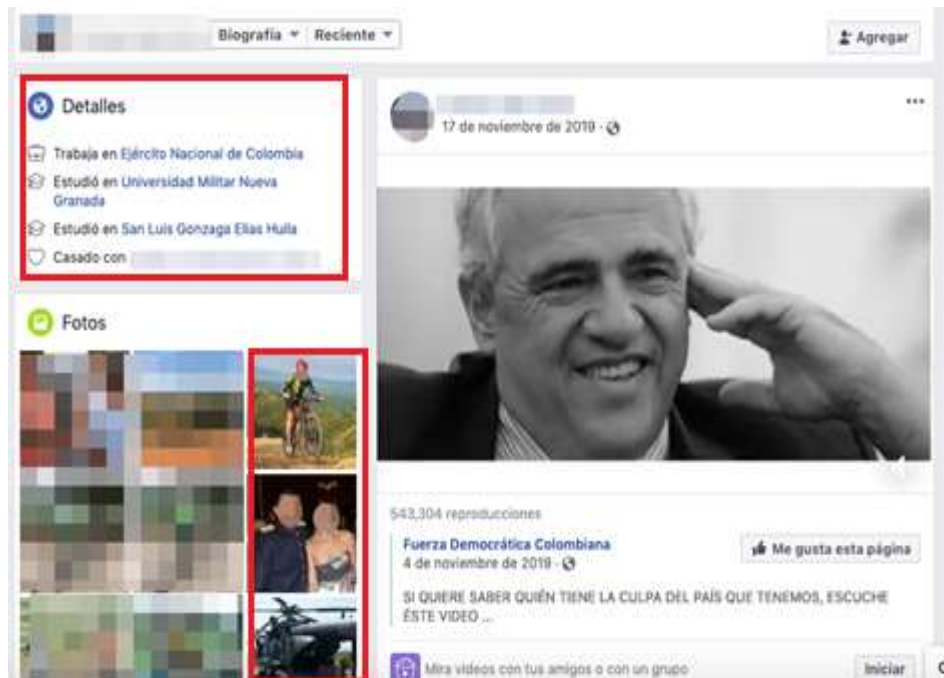 Biografía
Reciente
Agregar
Detalles
Trabaja en Ejército Nacional de Colombia
Estudió en Universidad Militar Nueva
Granada
Estudió en San Luis Gonzaga Elias Huila
Casado con
Fotos
17 de noviembre de 2019
543,304 reproducciones
Fuerza Democrática Colombiana
4 de noviembre de 2019
Me gusta esta página
SI QUIERE SABER QUIÉN TIENE LA CULPA DEL PAÍS QUE TENEMOS, ESCUCHE
ÉSTE VIDEO ...
Mira videos con tus amigos o con un grupo
Iniciar